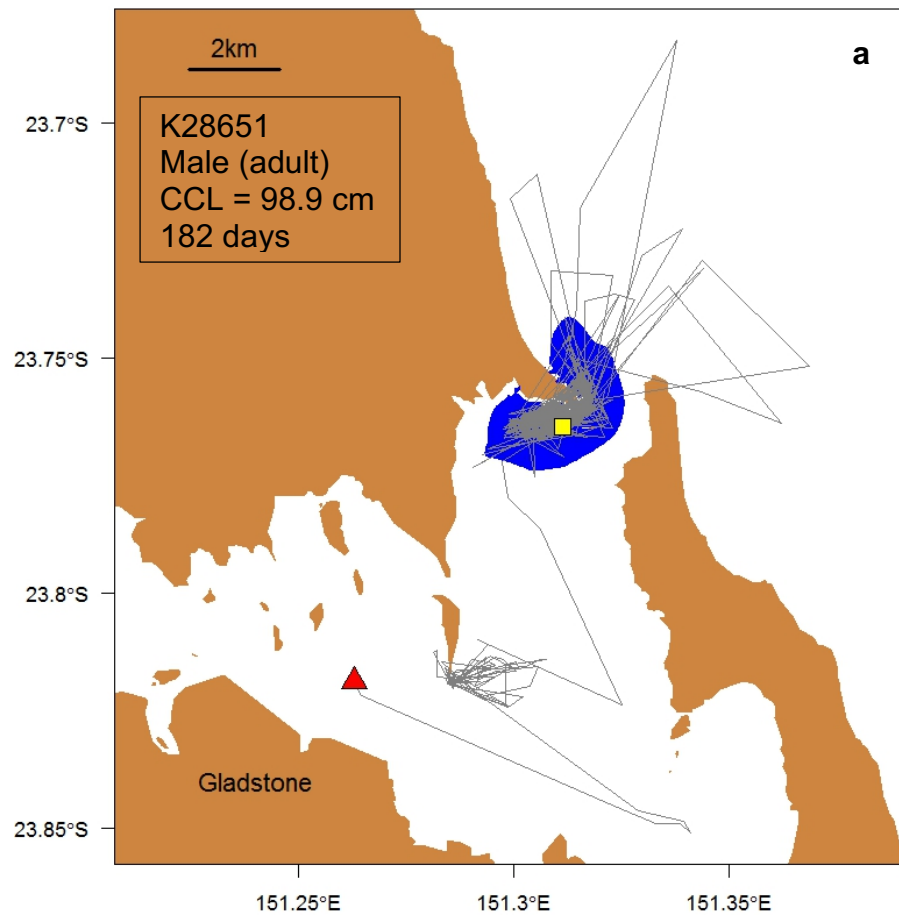 2km
a
K28651
Male (adult)
CCL = 98.9 cm
182 days
23.7°S
23.75°S
23.8°S
23.85°S
Gladstone
151.25°E
151.3°E
151.35°E